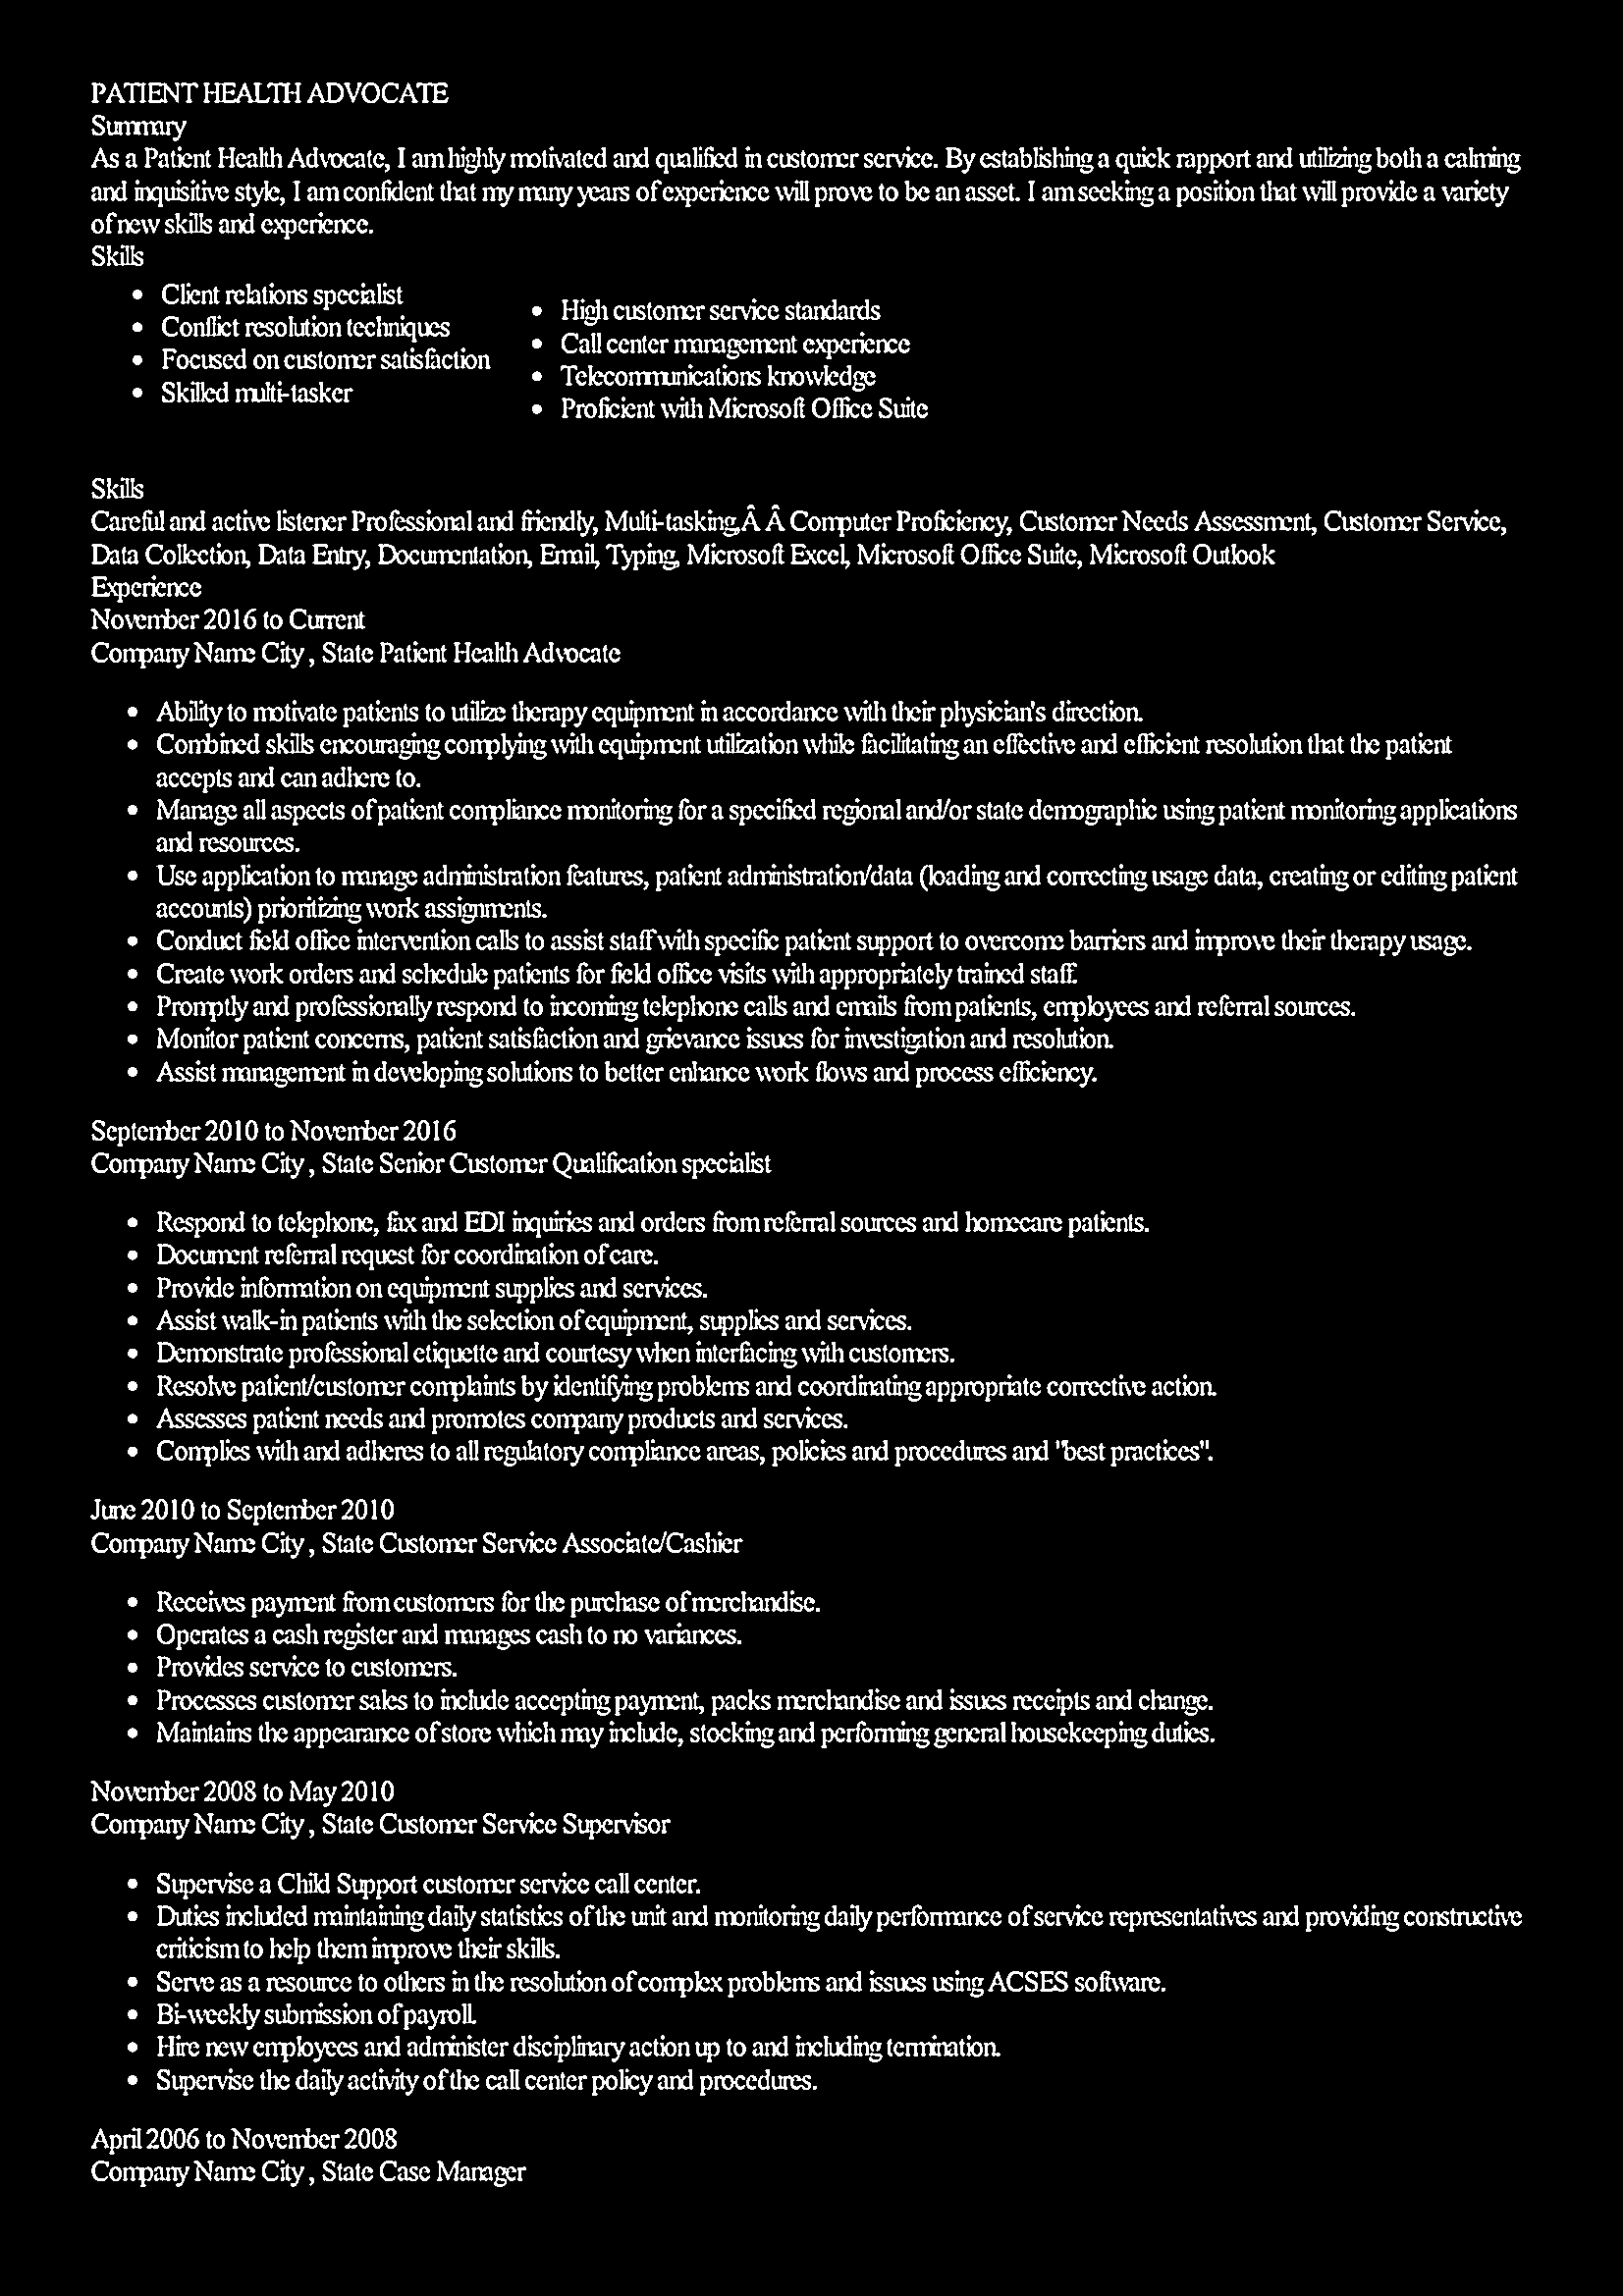 PATIENT HEALTH ADVOCATE
Summary
As a Patient Health Advocate, I am highly motivated and qualified in customer service. By establishing a quick rapport and utilizing both a calming
and inquisitive style, I am confident that my many years of experience will prove to be an asset. I am seeking a position that will provide a variety
of new skills and experience.
Skills
• Client relations specialist
• Conflict resolution techniques
• Focused on customer satisfaction
• Skilled multi-tasker
• High customer service standards
• Call center management experience
• Telecommunications knowledge
• Proficient with Microsoft Office Suite
Skills
Careful and active listener Professional and friendly, Multi-tasking,Â Â Computer Proficiency, Customer Needs Assessment, Customer Service,
Data Collection, Data Entry, Documentation, Email, Typing, Microsoft Excel, Microsoft Office Suite, Microsoft Outlook
Experience
November 2016 to Current
Company Name City , State Patient Health Advocate
• Ability to motivate patients to utilize therapy equipment in accordance with their physician's direction.
• Combined skills encouraging complying with equipment utilization while facilitating an effective and efficient resolution that the patient
accepts and can adhere to.
• Manage all aspects of patient compliance monitoring for a specified regional and/or state demographic using patient monitoring applications
and resources.
• Use application to manage administration features, patient administration/data (loading and correcting usage data, creating or editing patient
accounts) prioritizing work assignments.
• Conduct field office intervention calls to assist staff with specific patient support to overcome barriers and improve their therapy usage.
• Create work orders and schedule patients for field office visits with appropriately trained staff.
• Promptly and professionally respond to incoming telephone calls and emails from patients, employees and referral sources.
• Monitor patient concerns, patient satisfaction and grievance issues for investigation and resolution.
• Assist management in developing solutions to better enhance work flows and process efficiency.
September 2010 to November 2016
Company Name City , State Senior Customer Qualification specialist
• Respond to telephone, fax and EDI inquiries and orders from referral sources and homecare patients.
• Document referral request for coordination of care.
• Provide information on equipment supplies and services.
• Assist walk-in patients with the selection of equipment, supplies and services.
• Demonstrate professional etiquette and courtesy when interfacing with customers.
• Resolve patient/customer complaints by identifying problems and coordinating appropriate corrective action.
• Assesses patient needs and promotes company products and services.
• Complies with and adheres to all regulatory compliance areas, policies and procedures and "best practices".
June 2010 to September 2010
Company Name City , State Customer Service Associate/Cashier
• Receives payment from customers for the purchase of merchandise.
• Operates a cash register and manages cash to no variances.
• Provides service to customers.
• Processes customer sales to include accepting payment, packs merchandise and issues receipts and change.
• Maintains the appearance of store which may include, stocking and performing general housekeeping duties.
November 2008 to May 2010
Company Name City , State Customer Service Supervisor
• Supervise a Child Support customer service call center.
• Duties included maintaining daily statistics of the unit and monitoring daily performance of service representatives and providing constructive
criticism to help them improve their skills.
• Serve as a resource to others in the resolution of complex problems and issues using ACSES software.
• Bi-weekly submission of payroll.
• Hire new employees and administer disciplinary action up to and including termination.
• Supervise the daily activity of the call center policy and procedures.
April 2006 to November 2008
Company Name City , State Case Manager